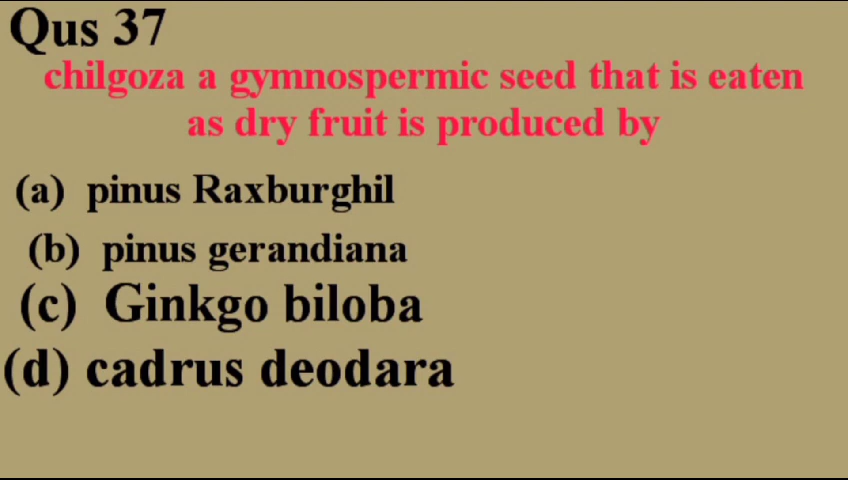 Qus 37
chilgoza a gymnospermic seed that is eaten
as dry fruit is produced by
(a) pinus Raxburghil
(b) pinus gerandiana
(c) Ginkgo biloba
(d) cadrus deodara